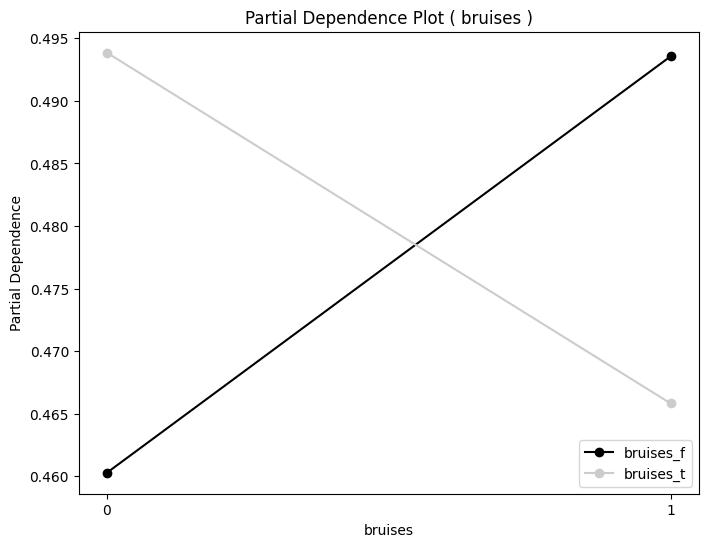 Partial Dependence Plot ( bruises )
Partial Dependence
0.495
0.490
0.485
0.480
0.475
0.470
0.465
0.460
bruises_f
bruises_t
0 1
bruises